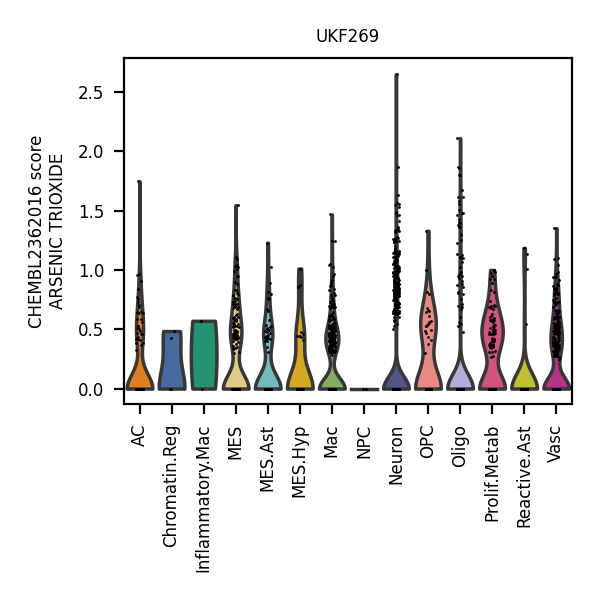 UKF269
CHEMBL2362016 score
ARSENIC TRIOXIDE
2.5
2.0
1.5
1.0
0.5
0.0
AC
Chromatin.Reg
Inflammatory.Mac
MES
MES.Ast
MES.Hyp
Mac
NPC
Neuron
OPC
Oligo
Prolif.Metab
Reactive.Ast
Vasc